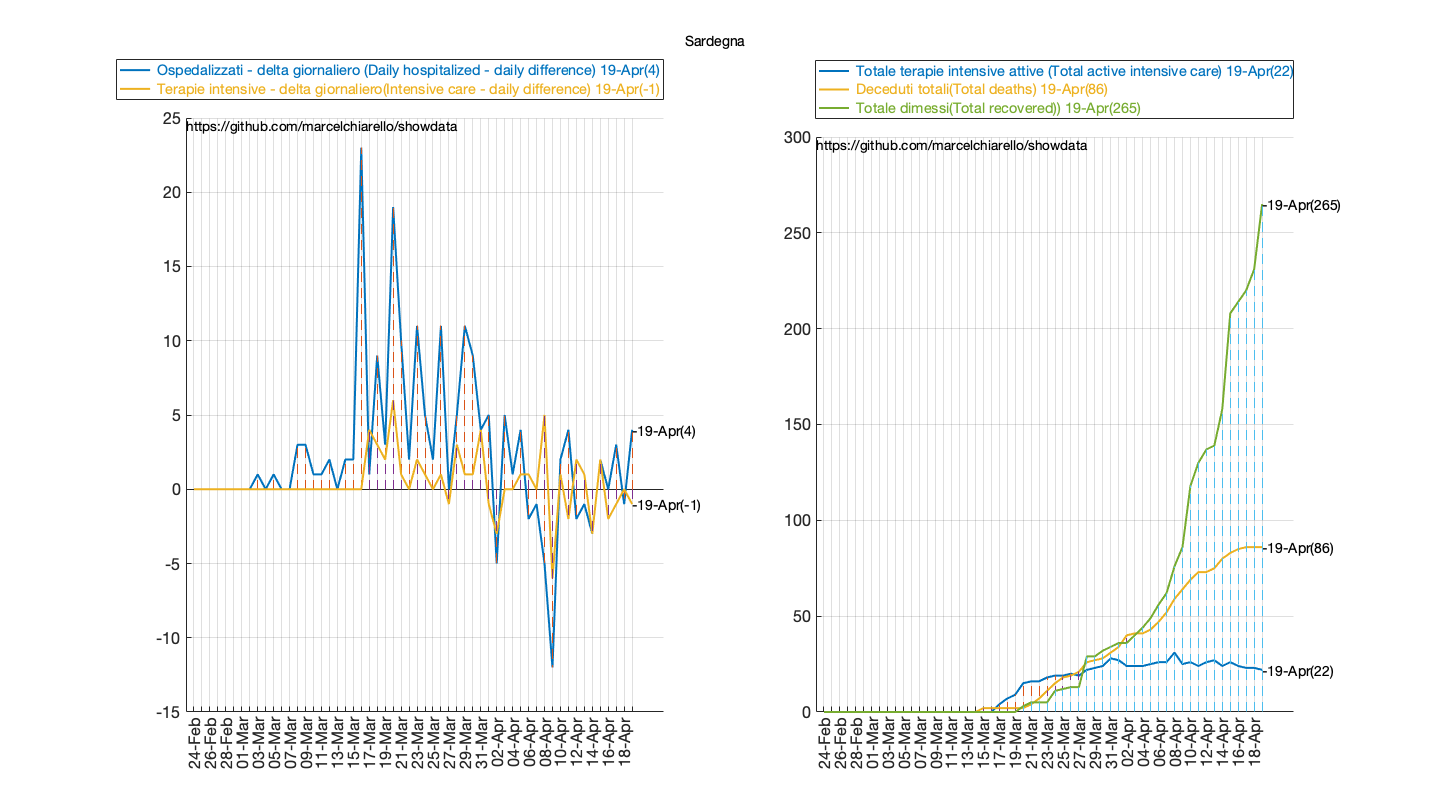 Sardegna
Ospedalizzati - delta giornaliero (Daily hospitalized - daily difference) 19-Apr(4)
Terapie intensive - delta giornaliero(Intensive care - daily difference) 19-Apr(-1)
https://github.com/marcelchiarello/showdata
25
20
15
10
5
0
-5
-10
-15
-19-Apr(4)
-19-Apr(-1)
24-Feb
26-Feb
28-Feb
01-Mar
03-Mar
05-Mar
07-Mar
09-Mar
11-Mar
13-Mar
15-Mar
17-Mar
19-Mar
21-Mar
23-Mar
25-Mar
27-Mar
29-Mar
31-Mar
02-Apr
04-Apr
06-Apr
08-Apr
10-Apr
12-Apr
14-Apr
16-Apr
18-Apr
Totale terapie intensive attive (Total active intensive care) 19-Apr(22)
Deceduti totali(Total deaths) 19-Apr(86)
Totale dimessi(Total recovered)) 19-Apr(265)
https://github.com/marcelchiarello/showdata
300
250
200
150
100
50
0
-19-Apr(265)
-19-Apr(86)
-19-Apr(22)
24-Feb
26-Feb
28-Feb
01-Mar
03-Mar
05-Mar
07-Mar
09-Mar
11-Mar
13-Mar
15-Mar
17-Mar
19-Mar
21-Mar
23-Mar
25-Mar
27-Mar
29-Mar
31-Mar
02-Apr
04-Apr
06-Apr
08-Apr
10-Apr
12-Apr
14-Apr
16-Apr
18-Apr